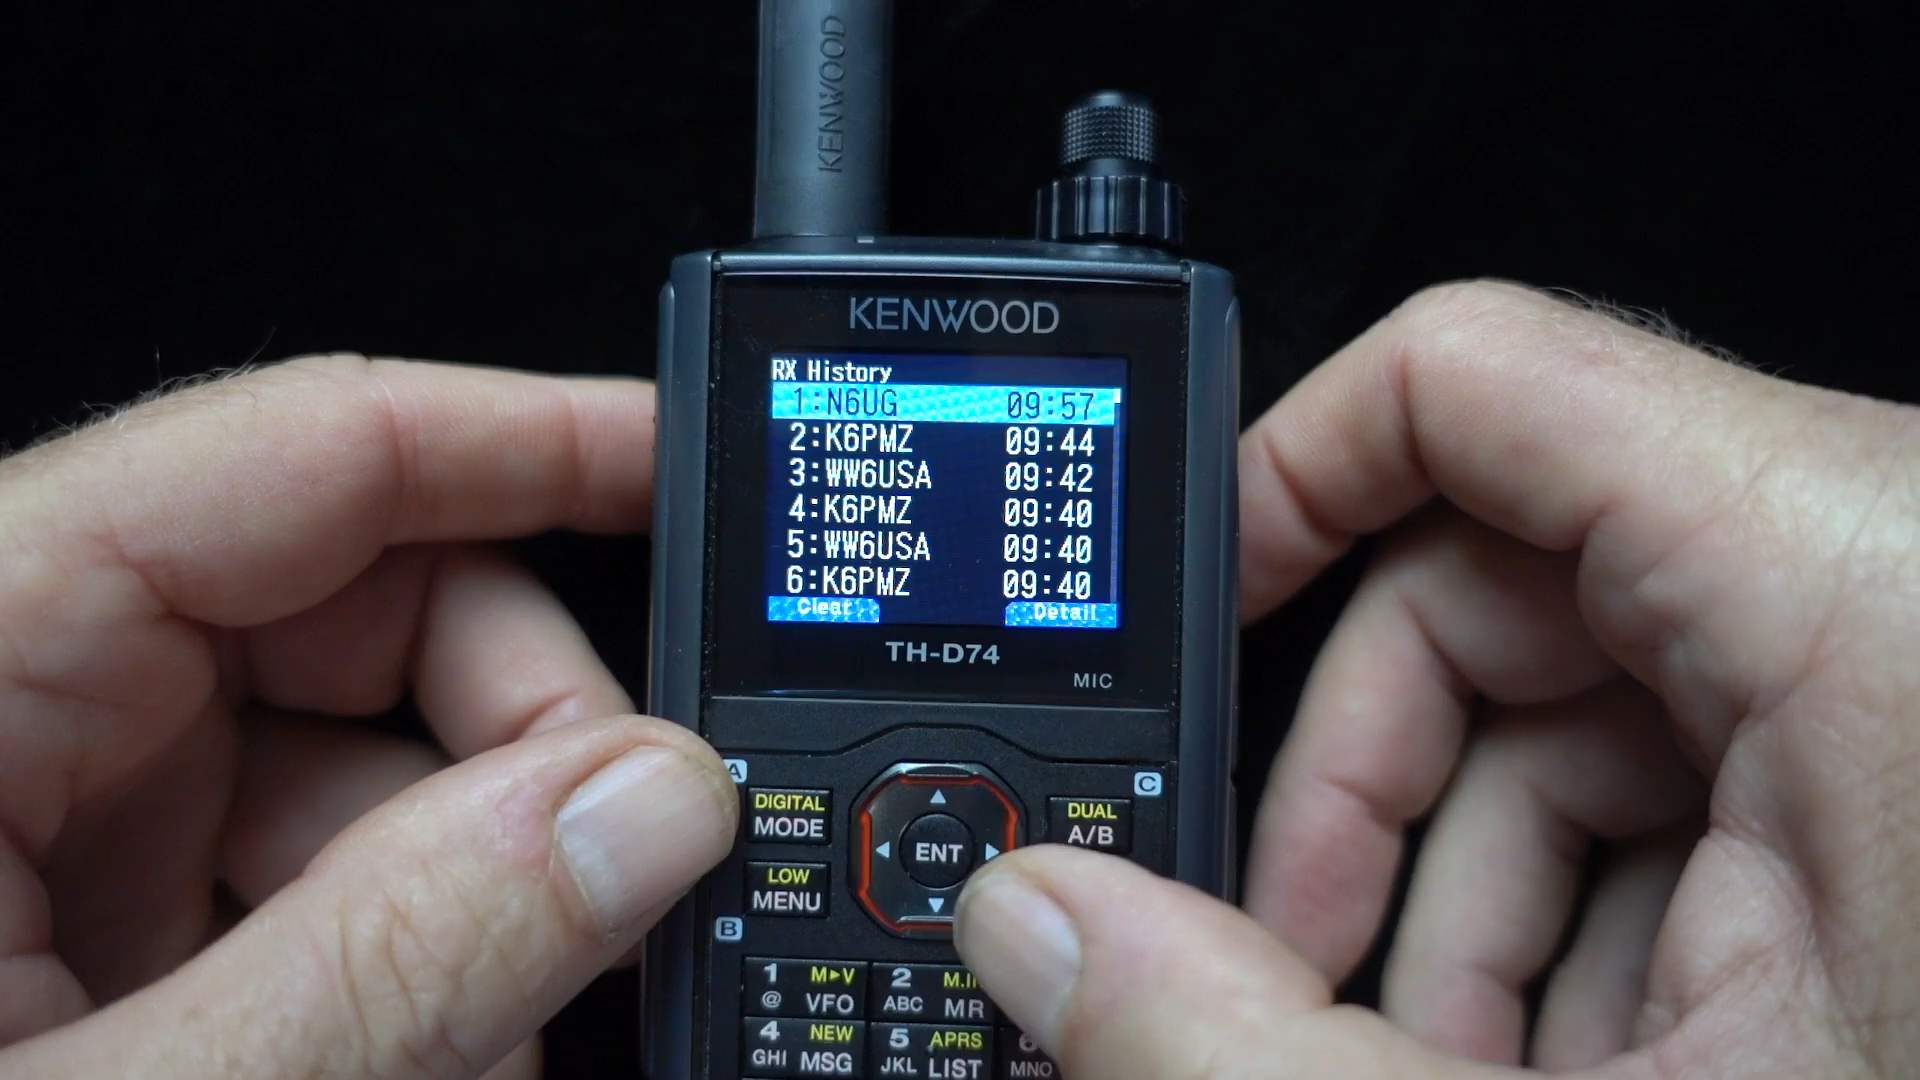 KENWOOD
KENWOOD
RX History
1:N6UG 09:57
2:K6PMZ 09:44
3:WW6USA 09:42
4:K6PMZ 09:40
5:WW6USA 09:40
6:K6PMZ 09:40
Clear Detail
TH-D74
MIC
A C
DIGITAL DUAL
MODE ENT A/B
LOW
MENU
B
1 M►V 2
@ VFO ABC MR
4 NEW 5 APRS 6
GHI MSG JKL LIST MNO